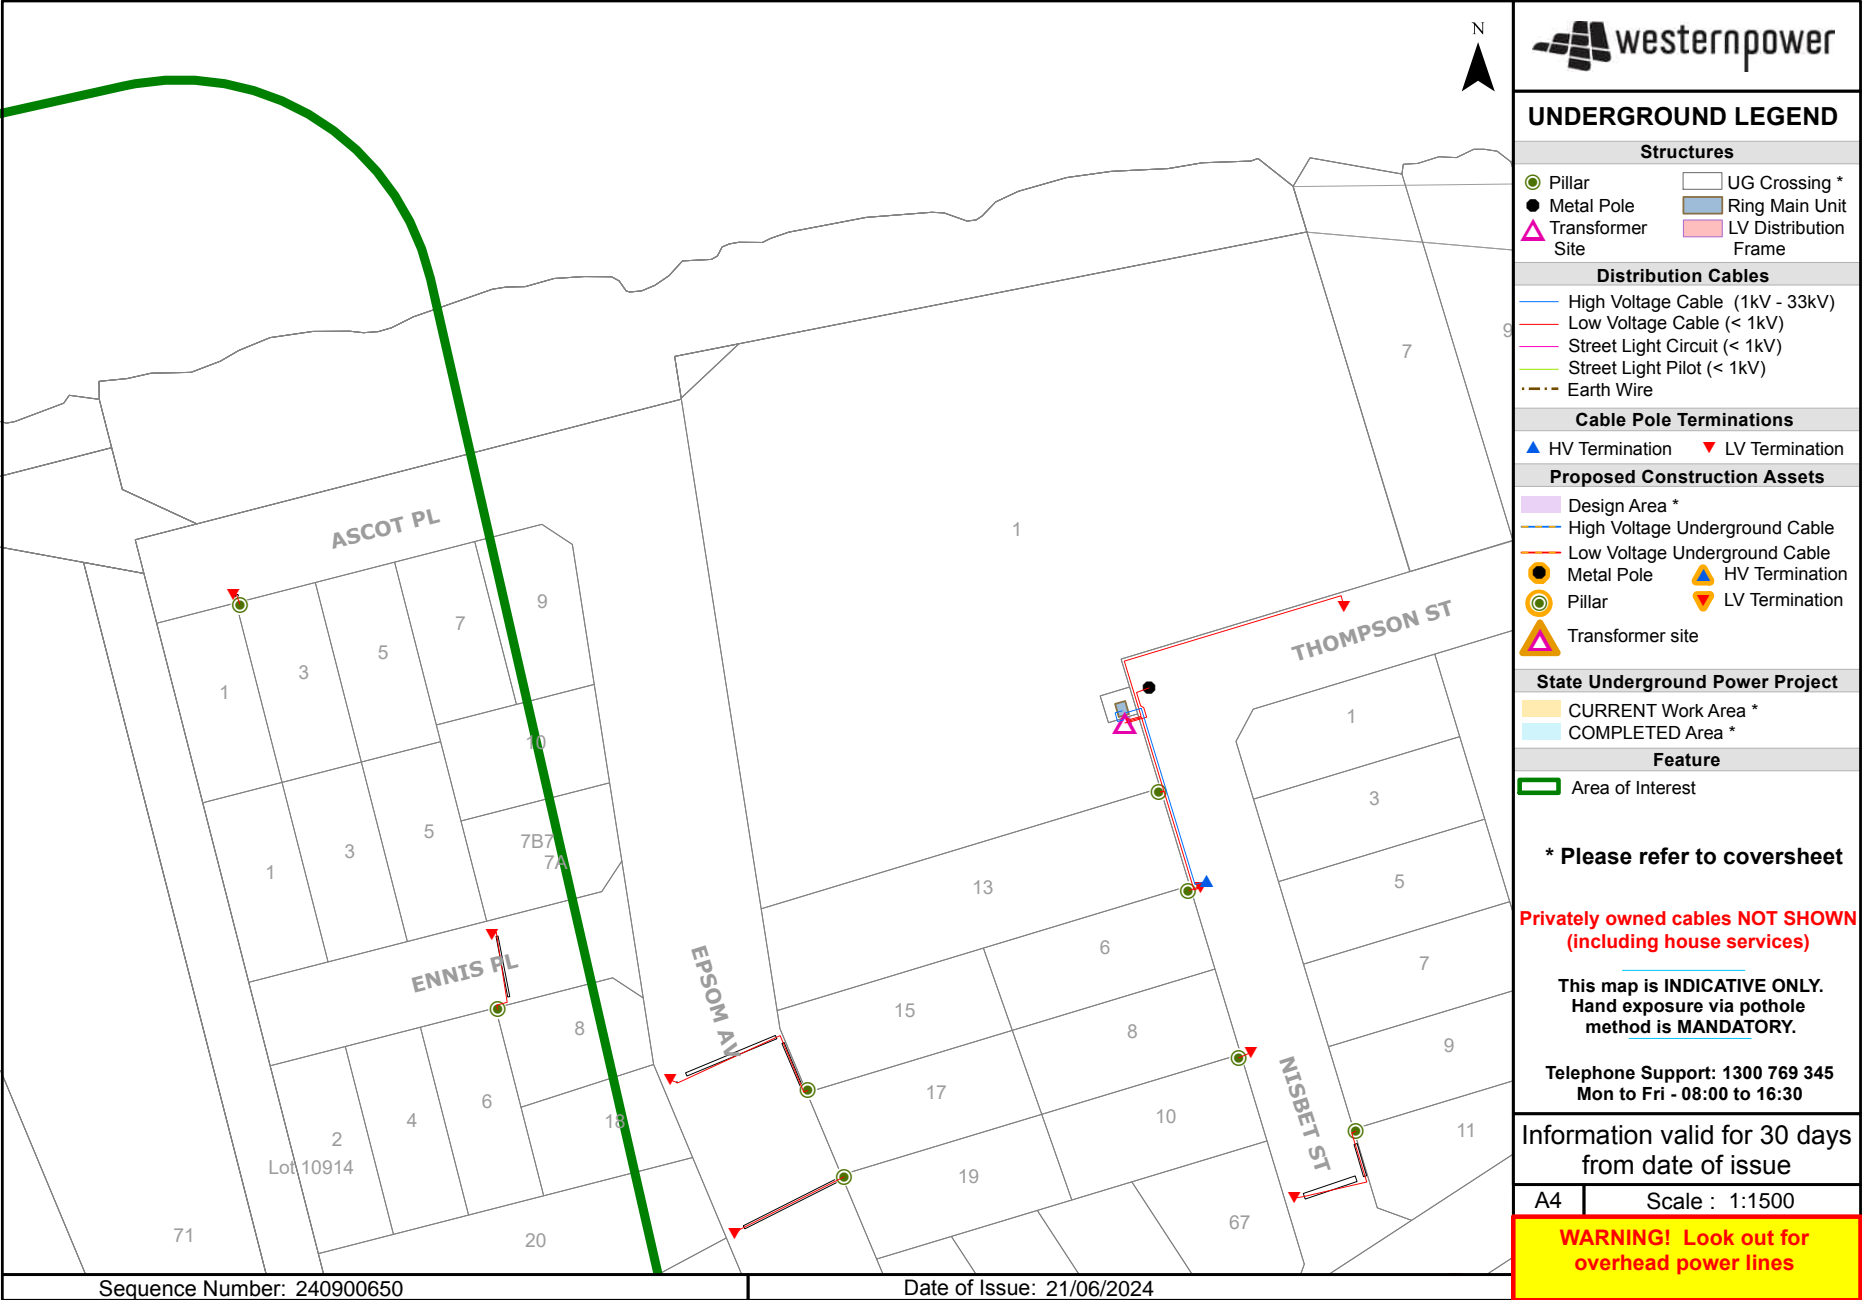 N
7
9
1
ASCOT PL
9
7
5
3
1
THOMPSON ST
1
10
3
5
7B7
7A
5
3
1
13
7
6
ENNIS PL
EPSOM AV
15
8
8
9
17
6
10
NISBET ST
18
4
11
2
Lot 10914
19
67
71
20
westernpower
UNDERGROUND LEGEND
Structures
Pillar
UG Crossing *
Metal Pole
Ring Main Unit
Transformer
Site
LV Distribution
Frame
Distribution Cables
High Voltage Cable (1kV - 33kV)
Low Voltage Cable (< 1kV)
Street Light Circuit (< 1kV)
Street Light Pilot (< 1kV)
Earth Wire
Cable Pole Terminations
HV Termination
LV Termination
Proposed Construction Assets
Design Area *
High Voltage Underground Cable
Low Voltage Underground Cable
Metal Pole
HV Termination
Pillar
LV Termination
Transformer site
State Underground Power Project
CURRENT Work Area *
COMPLETED Area *
Feature
Area of Interest
* Please refer to coversheet
Privately owned cables NOT SHOWN
(including house services)
This map is INDICATIVE ONLY.
Hand exposure via pothole
method is MANDATORY.
Telephone Support: 1300 769 345
Mon to Fri - 08:00 to 16:30
Information valid for 30 days
from date of issue
A4
Scale : 1:1500
WARNING! Look out for
overhead power lines
Sequence Number: 240900650
Date of Issue: 21/06/2024